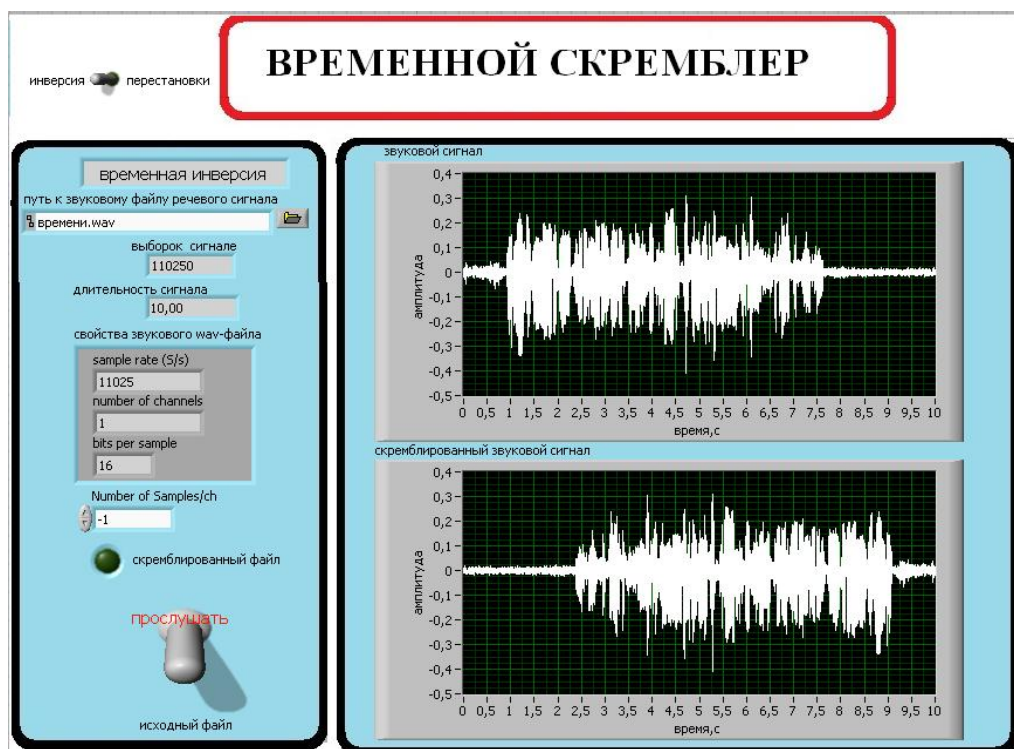 ВРЕМЕННОЙ СКРЕМБЛЕР
инверсия перестановки
временная инверсия
путь к звуковому файлу речевого сигнала
времени.wav
выборок сигнале
110250
длительность сигнала
10,00
свойства звукового wav-файла
sample rate (S/s)
11025
number of channels
1
bits per sample
16
Number of Samples/ch
-1
скремблированный файл
прослушать
исходный файл
звуковой сигнал
амплитуда
0,4
0,3
0,2
0,1
0
-0,1
-0,2
-0,3
-0,4
-0,5
0 0,5 1 1,5 2 2,5 3 3,5 4 4,5 5 5,5 6 6,5 7 7,5 8 8,5 9 9,5 10
время,с
скремблированный звуковой сигнал
амплитуда
0,4
0,3
0,2
0,1
0
-0,1
-0,2
-0,3
-0,4
-0,5
0 0,5 1 1,5 2 2,5 3 3,5 4 4,5 5 5,5 6 6,5 7 7,5 8 8,5 9 9,5 10
время,с